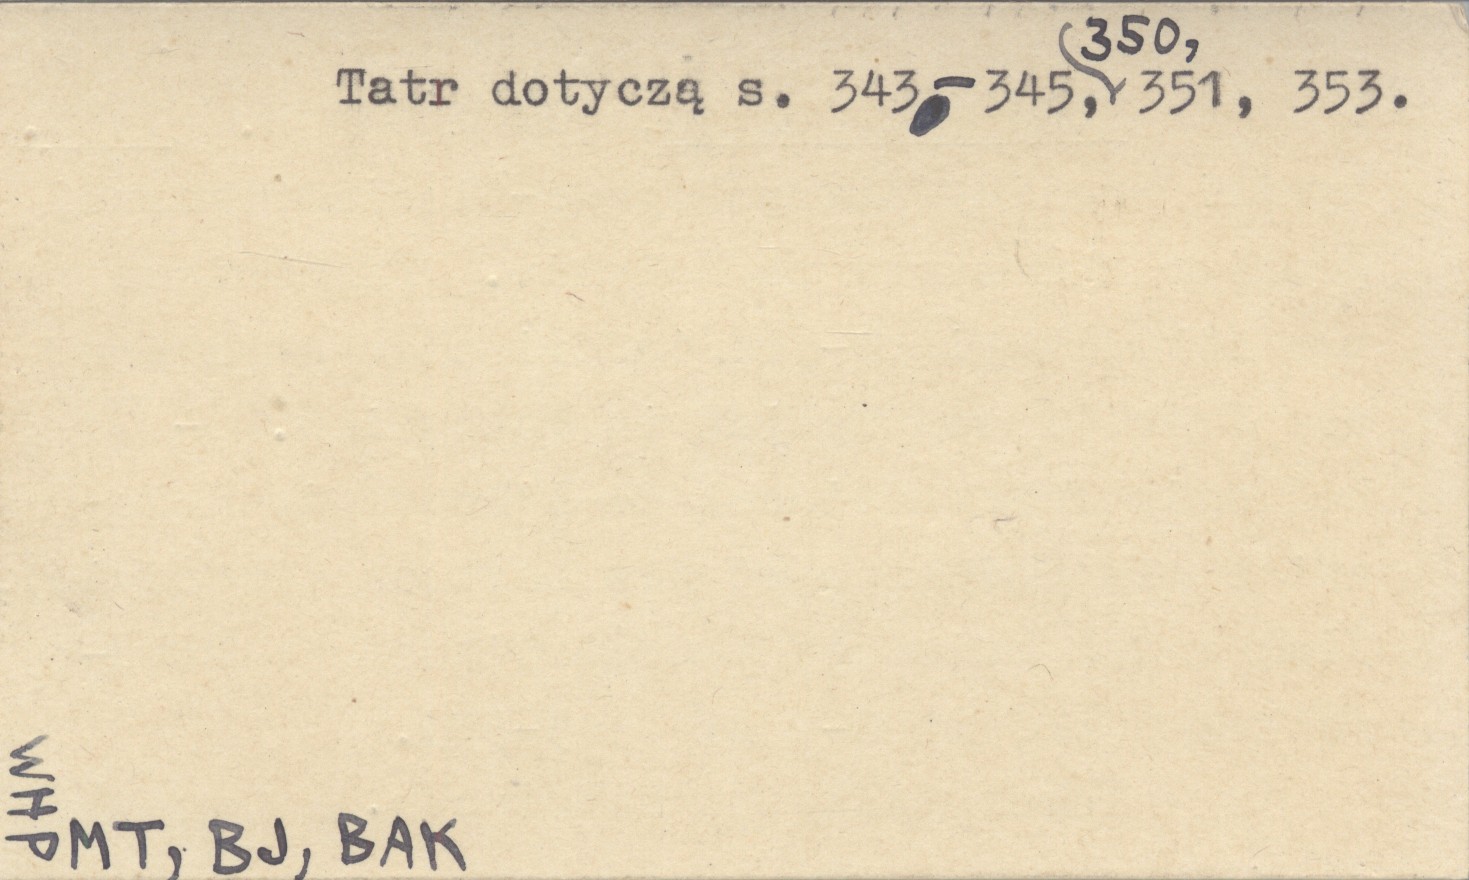 350,
Tatr dotyczą s. 343-345, 351, 353.
WHP
MT, BJ, BAK